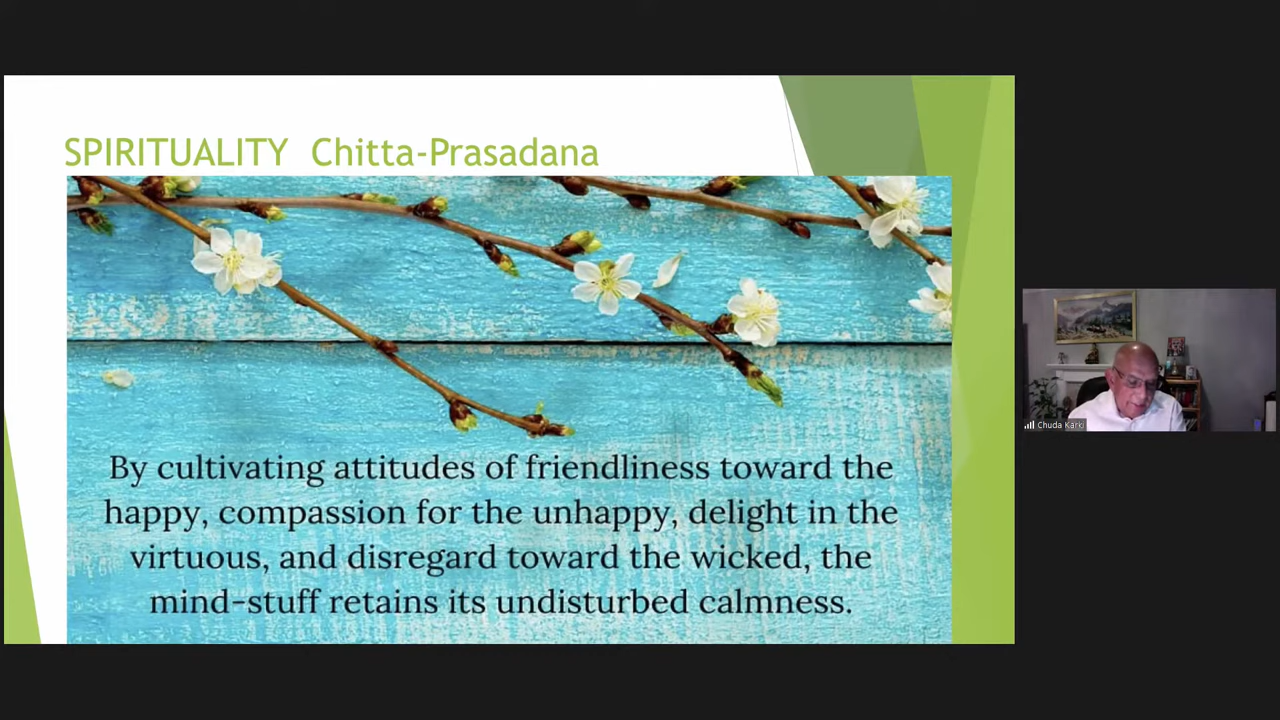 SPIRITUALITY Chitta-Prasadana
By cultivating attitudes of friendliness toward the
happy, compassion for the unhappy, delight in the
virtuous, and disregard toward the wicked, the
mind-stuff retains its undisturbed calmness.
Chuda Karki